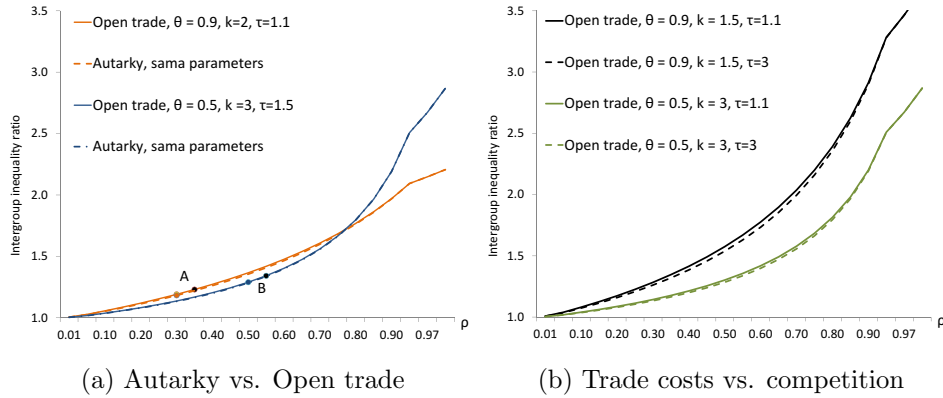 3.5
3.0
2.5
2.0
1.5
1.0
Intergroup inequality ratio
Open trade, θ = 0.9, k=2, τ=1.1
Autarky, sama parameters
Open trade, θ = 0.5, k =3, τ=1.5
Autarky, sama parameters
A
B
0.01 0.10 0.20 0.30 0.40 0.50 0.60 0.70 0.80 0.90 0.97 ρ
(a) Autarky vs. Open trade
3.5
3.0
2.5
2.0
1.5
1.0
Intergroup inequality ratio
Open trade, θ = 0.9, k = 1.5, τ=1.1
Open trade, θ = 0.9, k = 1.5, τ=3
Open trade, θ = 0.5, k = 3, τ=1.1
Open trade, θ = 0.5, k = 3, τ=3
0.01 0.10 0.20 0.30 0.40 0.50 0.60 0.70 0.80 0.90 0.97 ρ
(b) Trade costs vs. competition